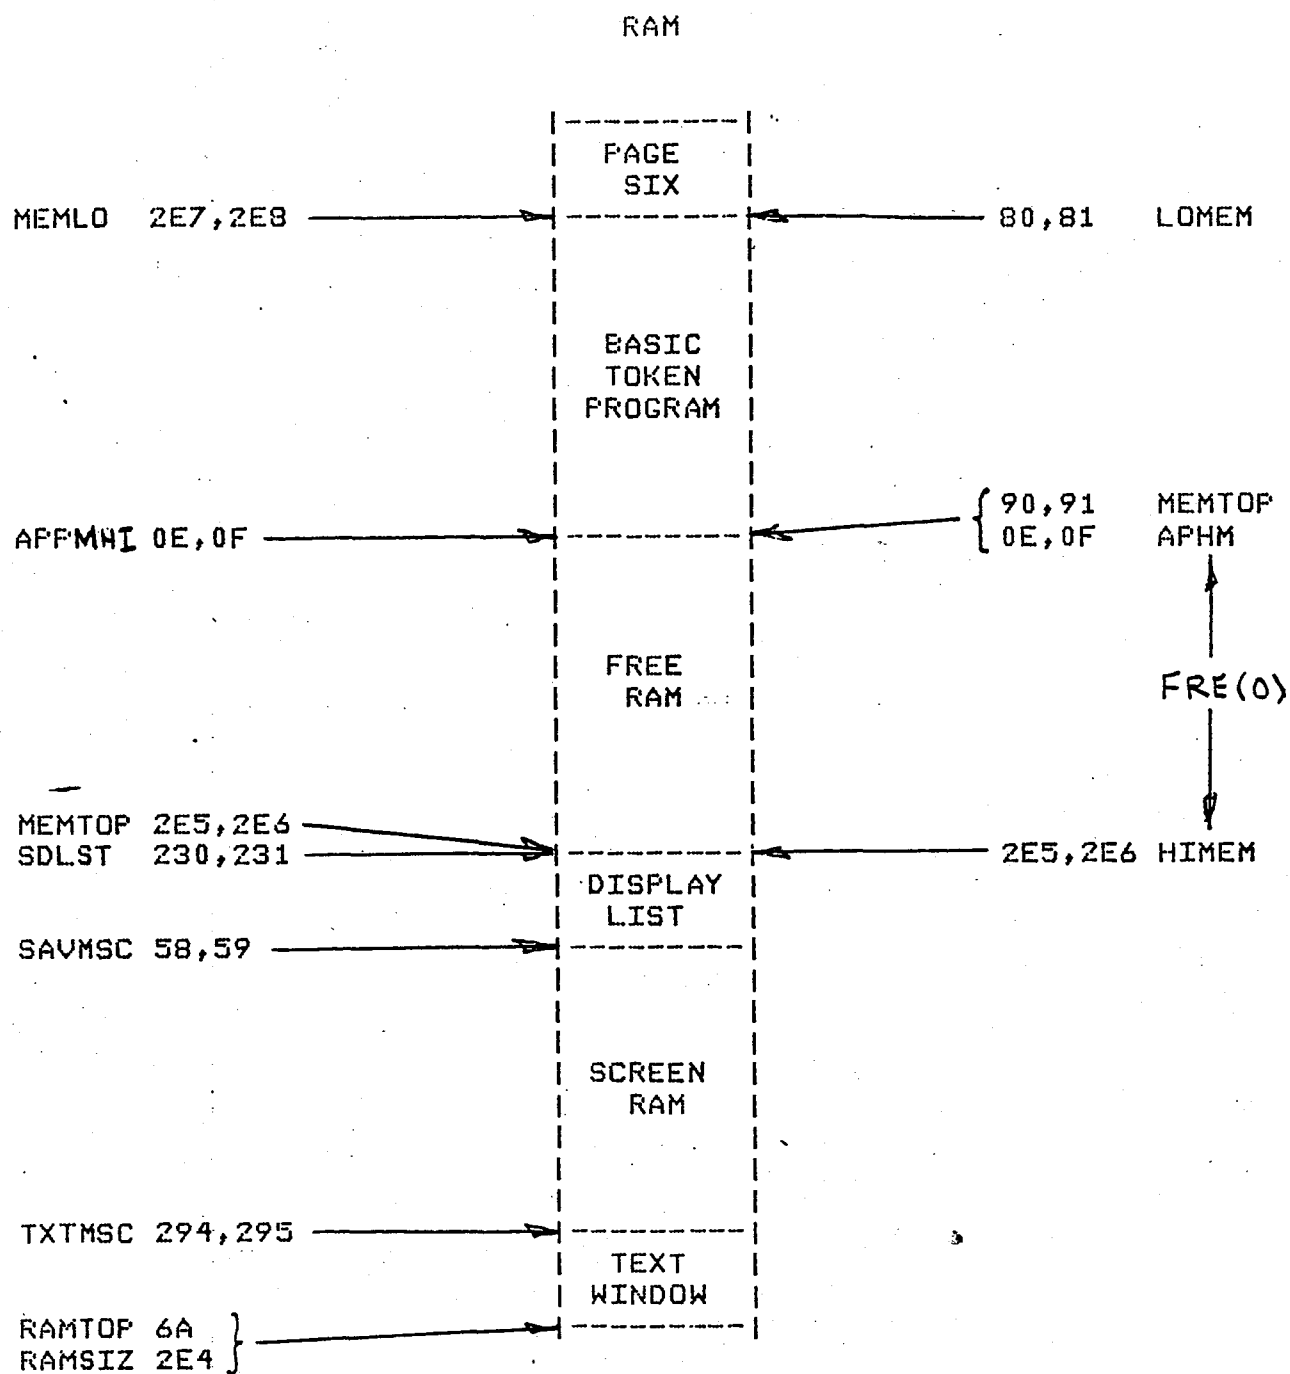 RAM
PAGE
SIX
MEMLO 2E7,2E8
80,81 LOMEM
BASIC
TOKEN
PROGRAM
APPMHI 0E,0F
90,91 MEMTOP
0E,0F APHM
FREE
RAM
FRE(0)
MEMTOP 2E5,2E6
SDLST 230,231
2E5,2E6 HIMEM
DISPLAY
LIST
SAVMSC 58,59
SCREEN
RAM
TXTMSC 294,295
TEXT
WINDOW
RAMTOP 6A
RAMSIZ 2E4